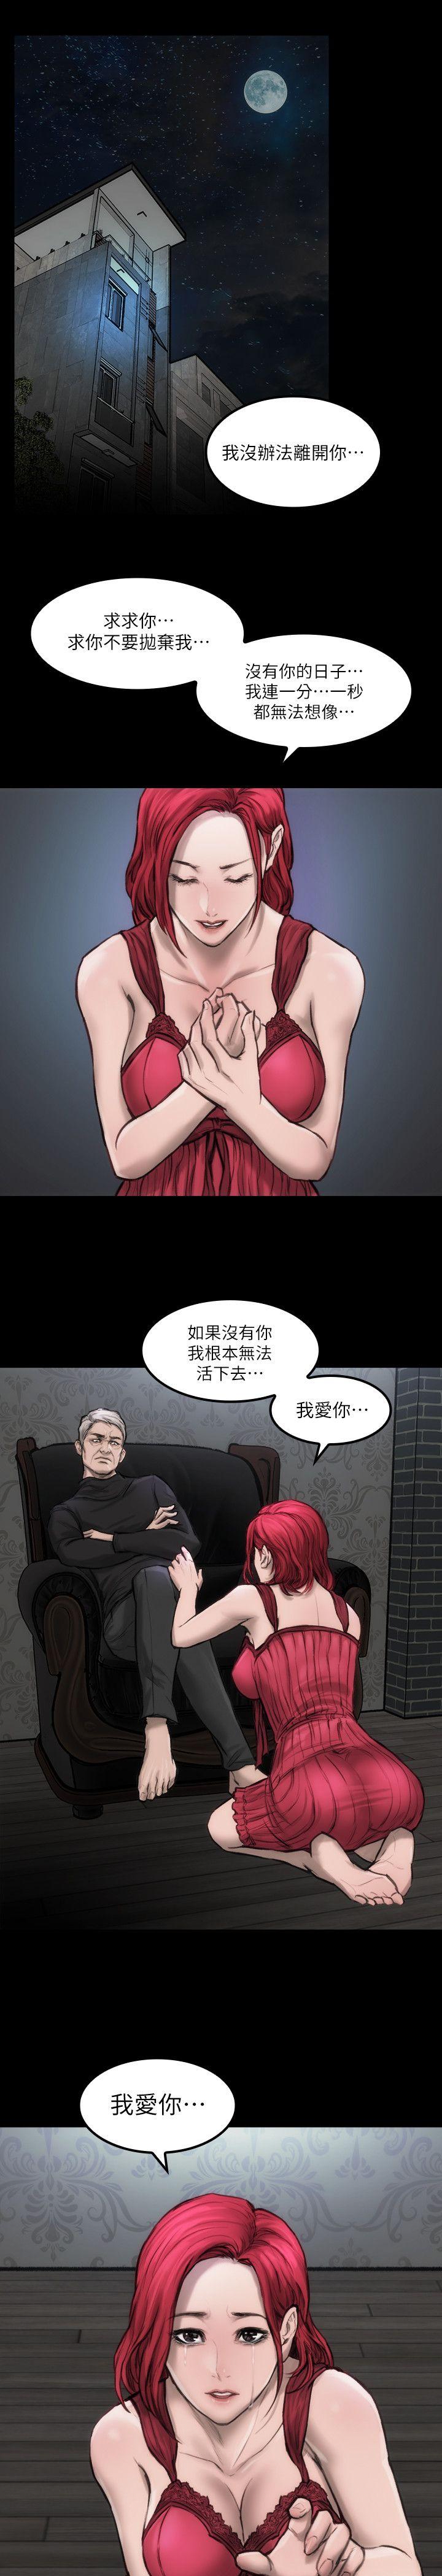 我沒辦法離開你…
求求你…
求你不要拋棄我…
沒有你的日子…
我連一分…一秒
都無法想像…
如果沒有你
我根本無法
活下去…
我愛你…
我愛你…